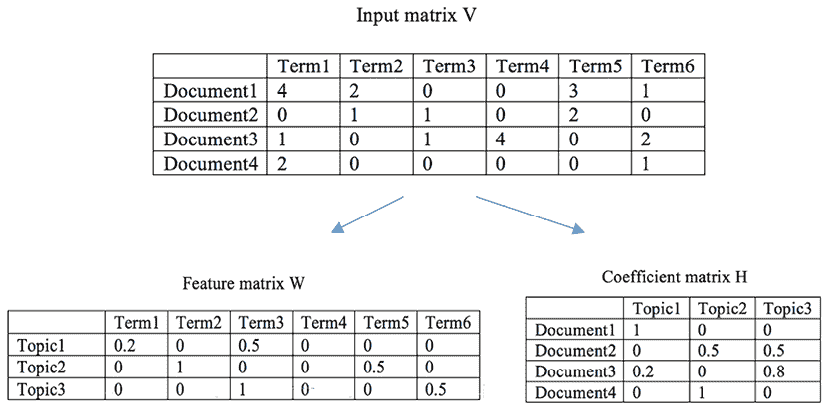 Input matrix V
Term1 Term2 Term3 Term4 Term5 Term6
Document1 4 2 0 0 3 1
Document2 0 1 1 0 2 0
Document3 1 0 1 4 0 2
Document4 2 0 0 0 0 1
Feature matrix W
Term1 Term2 Term3 Term4 Term5 Term6
Topic1 0.2 0 0.5 0 0 0
Topic2 0 1 0 0 0.5 0
Topic3 0 0 1 0 0 0.5
Coefficient matrix H
Topic1 Topic2 Topic3
Document1 1 0 0
Document2 0 0.5 0.5
Document3 0.2 0 0.8
Document4 0 1 0